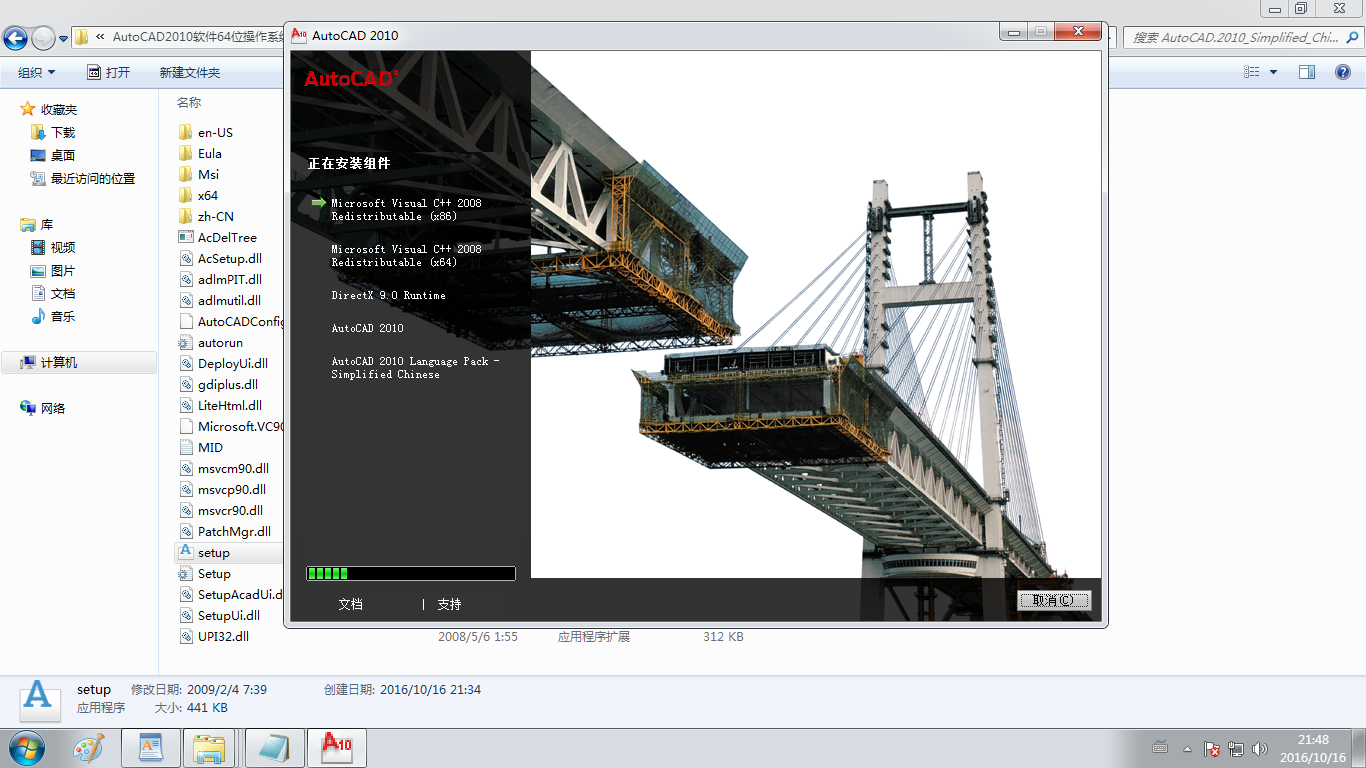 AutoCAD2010软件64位操作系统
搜索 AutoCAD.2010_Simplified_Chi...
组织
打开
新建文件夹
收藏夹
下载
桌面
最近访问的位置
库
视频
图片
文档
音乐
计算机
网络
名称
en-US
Eula
Msi
x64
zh-CN
AcDelTree
AcSetup.dll
adlmPIT.dll
adlmutil.dll
AutoCADConfig
autorun
DeployUi.dll
gdiplus.dll
LiteHtml.dll
Microsoft.VC90
MID
msvcm90.dll
msvcp90.dll
msvcr90.dll
PatchMgr.dll
setup
Setup
SetupAcadUi.d
SetupUi.dll
UPI32.dll
2008/5/6 1:55 应用程序扩展 312 KB
A10 AutoCAD 2010
AutoCAD®
正在安装组件
Microsoft Visual C++ 2008
Redistributable (x86)
Microsoft Visual C++ 2008
Redistributable (x64)
DirectX 9.0 Runtime
AutoCAD 2010
AutoCAD 2010 Language Pack -
Simplified Chinese
文档 | 支持
取消(C)
setup 修改日期: 2009/2/4 7:39 创建日期: 2016/10/16 21:34
应用程序 大小: 441 KB
A10
21:48
2016/10/16